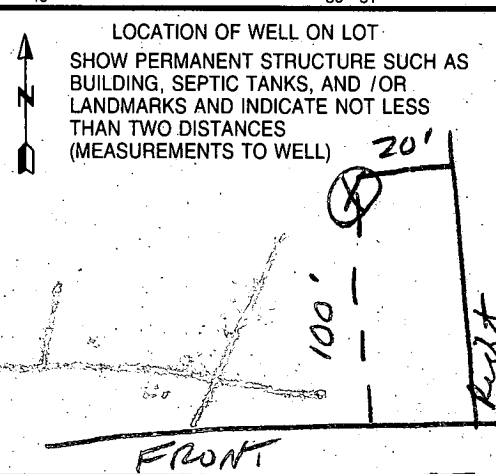 LOCATION OF WELL ON LOT
SHOW PERMANENT STRUCTURE SUCH AS
BUILDING, SEPTIC TANKS, AND /OR
LANDMARKS AND INDICATE NOT LESS
THAN TWO DISTANCES
(MEASUREMENTS TO WELL)
N
20'
X
100'
Right
FRONT